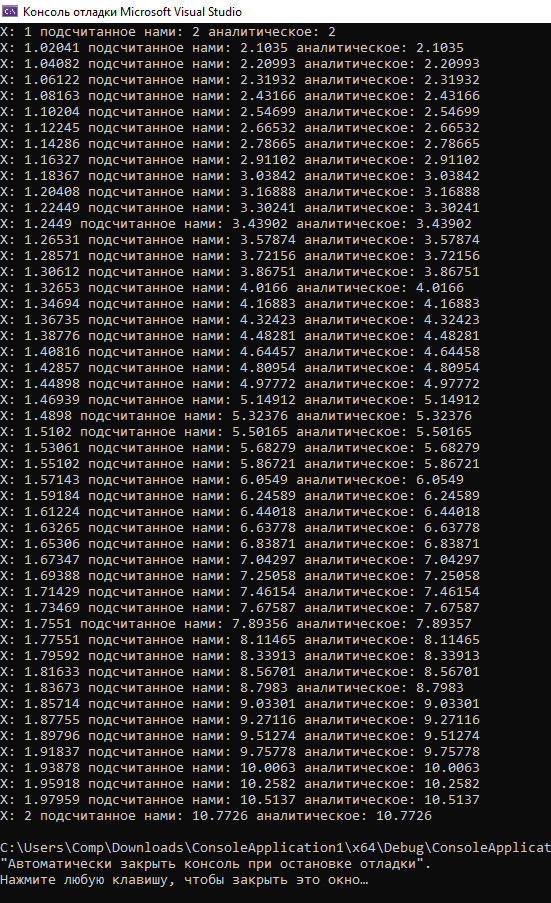 Консоль отладки Microsoft Visual Studio
X: 1 подсчитанное нами: 2 аналитическое: 2
X: 1.02041 подсчитанное нами: 2.1035 аналитическое: 2.1035
X: 1.04082 подсчитанное нами: 2.20993 аналитическое: 2.20993
X: 1.06122 подсчитанное нами: 2.31932 аналитическое: 2.31932
X: 1.08163 подсчитанное нами: 2.43166 аналитическое: 2.43166
X: 1.10204 подсчитанное нами: 2.54699 аналитическое: 2.54699
X: 1.12245 подсчитанное нами: 2.66532 аналитическое: 2.66532
X: 1.14286 подсчитанное нами: 2.78665 аналитическое: 2.78665
X: 1.16327 подсчитанное нами: 2.91102 аналитическое: 2.91102
X: 1.18367 подсчитанное нами: 3.03842 аналитическое: 3.03842
X: 1.20408 подсчитанное нами: 3.16888 аналитическое: 3.16888
X: 1.22449 подсчитанное нами: 3.30241 аналитическое: 3.30241
X: 1.2449 подсчитанное нами: 3.43902 аналитическое: 3.43902
X: 1.26531 подсчитанное нами: 3.57874 аналитическое: 3.57874
X: 1.28571 подсчитанное нами: 3.72156 аналитическое: 3.72156
X: 1.30612 подсчитанное нами: 3.86751 аналитическое: 3.86751
X: 1.32653 подсчитанное нами: 4.0166 аналитическое: 4.0166
X: 1.34694 подсчитанное нами: 4.16883 аналитическое: 4.16883
X: 1.36735 подсчитанное нами: 4.32423 аналитическое: 4.32423
X: 1.38776 подсчитанное нами: 4.48281 аналитическое: 4.48281
X: 1.40816 подсчитанное нами: 4.64457 аналитическое: 4.64458
X: 1.42857 подсчитанное нами: 4.80954 аналитическое: 4.80954
X: 1.44898 подсчитанное нами: 4.97772 аналитическое: 4.97772
X: 1.46939 подсчитанное нами: 5.14912 аналитическое: 5.14912
X: 1.4898 подсчитанное нами: 5.32376 аналитическое: 5.32376
X: 1.5102 подсчитанное нами: 5.50165 аналитическое: 5.50165
X: 1.53061 подсчитанное нами: 5.68279 аналитическое: 5.68279
X: 1.55102 подсчитанное нами: 5.86721 аналитическое: 5.86721
X: 1.57143 подсчитанное нами: 6.0549 аналитическое: 6.0549
X: 1.59184 подсчитанное нами: 6.24589 аналитическое: 6.24589
X: 1.61224 подсчитанное нами: 6.44018 аналитическое: 6.44018
X: 1.63265 подсчитанное нами: 6.63778 аналитическое: 6.63778
X: 1.65306 подсчитанное нами: 6.83871 аналитическое: 6.83871
X: 1.67347 подсчитанное нами: 7.04297 аналитическое: 7.04297
X: 1.69388 подсчитанное нами: 7.25058 аналитическое: 7.25058
X: 1.71429 подсчитанное нами: 7.46154 аналитическое: 7.46154
X: 1.73469 подсчитанное нами: 7.67587 аналитическое: 7.67587
X: 1.7551 подсчитанное нами: 7.89356 аналитическое: 7.89357
X: 1.77551 подсчитанное нами: 8.11465 аналитическое: 8.11465
X: 1.79592 подсчитанное нами: 8.33913 аналитическое: 8.33913
X: 1.81633 подсчитанное нами: 8.56701 аналитическое: 8.56701
X: 1.83673 подсчитанное нами: 8.7983 аналитическое: 8.7983
X: 1.85714 подсчитанное нами: 9.03301 аналитическое: 9.03301
X: 1.87755 подсчитанное нами: 9.27116 аналитическое: 9.27116
X: 1.89796 подсчитанное нами: 9.51274 аналитическое: 9.51274
X: 1.91837 подсчитанное нами: 9.75778 аналитическое: 9.75778
X: 1.93878 подсчитанное нами: 10.0063 аналитическое: 10.0063
X: 1.95918 подсчитанное нами: 10.2582 аналитическое: 10.2582
X: 1.97959 подсчитанное нами: 10.5137 аналитическое: 10.5137
X: 2 подсчитанное нами: 10.7726 аналитическое: 10.7726
C:\Users\Comp\Downloads\ConsoleApplication1\x64\Debug\ConsoleApplicat
"Автоматически закрыть консоль при остановке отладки".
Нажмите любую клавишу, чтобы закрыть это окно…